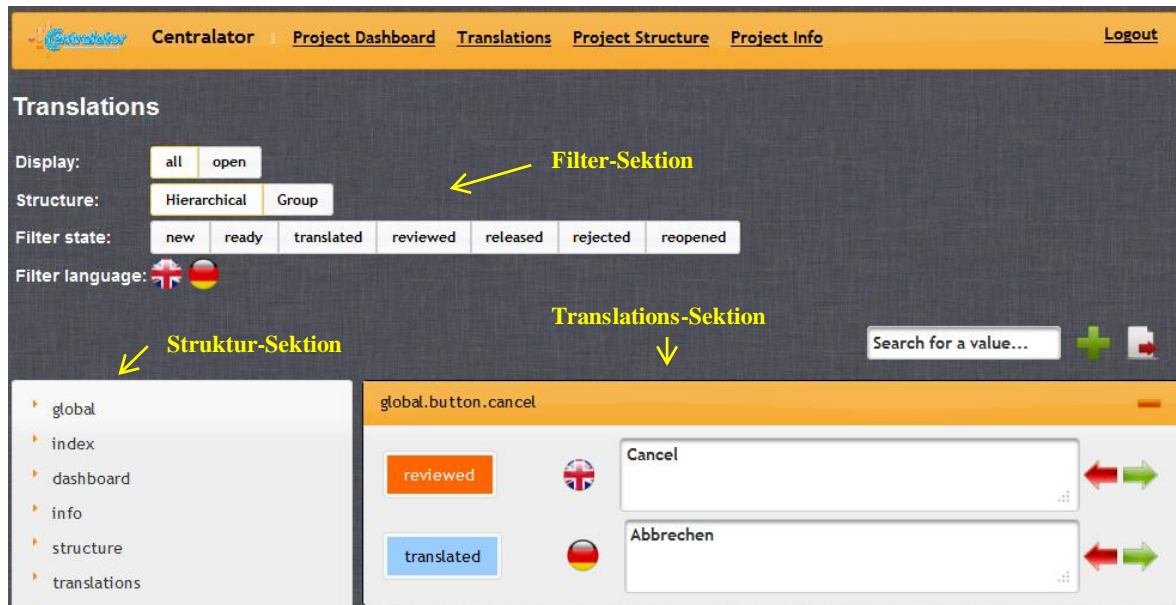 Centralator Centralator Project Dashboard Translations Project Structure Project Info Logout
Translations
Display: all open
Filter-Sektion
Structure: Hierarchical Group
Filter state: new ready translated reviewed released rejected reopened
Filter language:
Translations-Sektion
Struktur-Sektion
Search for a value...
global
global.button.cancel
index
Cancel
dashboard
reviewed
info
structure
Abbrechen
translated
translations